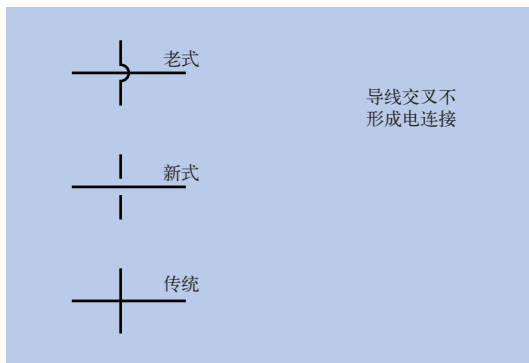 老式
导线交叉不
形成电连接
新式
传统